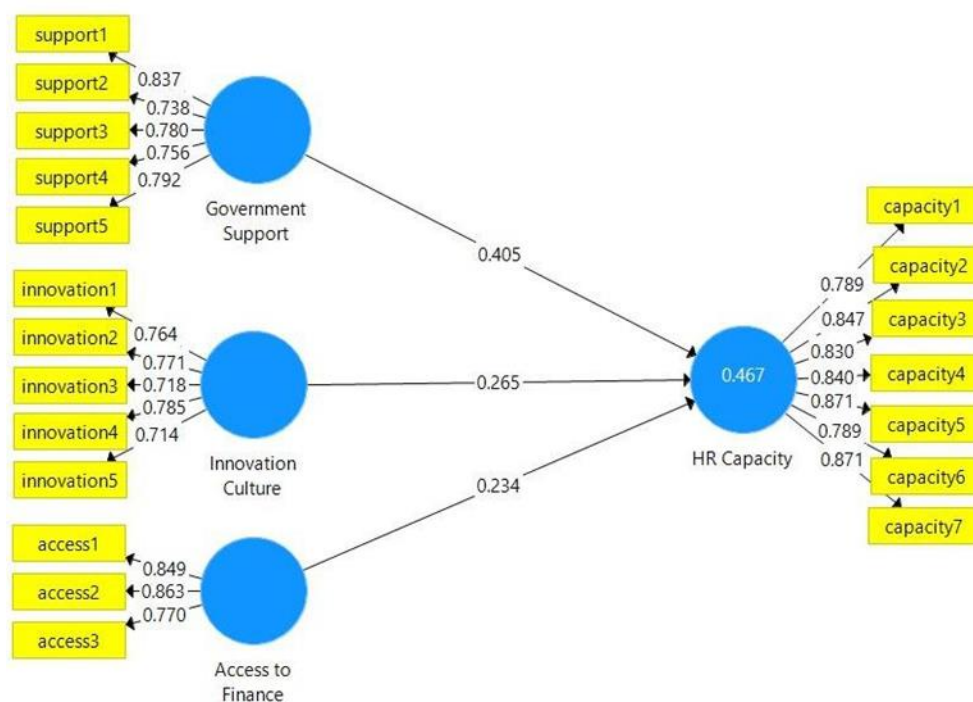 support1
support2
support3
support4
support5
0.837
0.738
0.780
0.756
0.792
Government
Support
innovation1
innovation2
innovation3
innovation4
innovation5
0.764
0.771
0.718
0.785
0.714
Innovation
Culture
access1
access2
access3
0.849
0.863
0.770
Access to
Finance
0.405
0.265
0.234
0.467
HR Capacity
0.789
0.847
0.830
0.840
0.871
0.789
0.871
capacity1
capacity2
capacity3
capacity4
capacity5
capacity6
capacity7